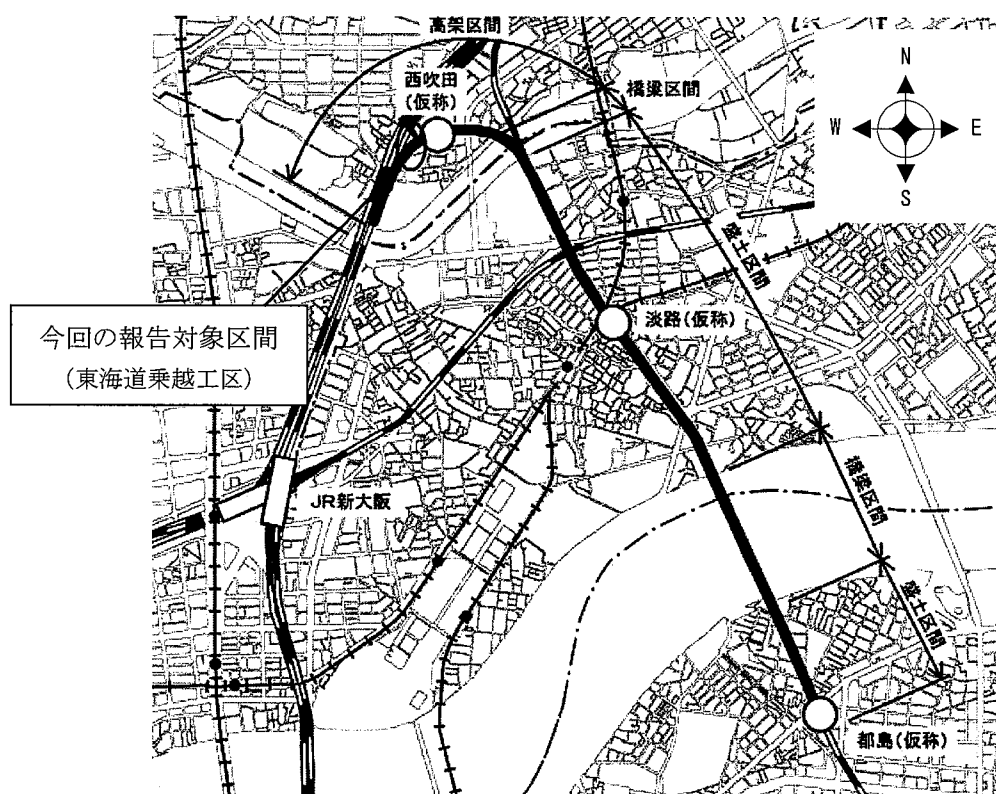 高架区間
西吹田
(仮称)
橋梁区間
N
W
E
S
盛土区間
今回の報告対象区間
(東海道乗越工区)
淡路(仮称)
JR新大阪
橋梁区間
盛土区間
都島(仮称)